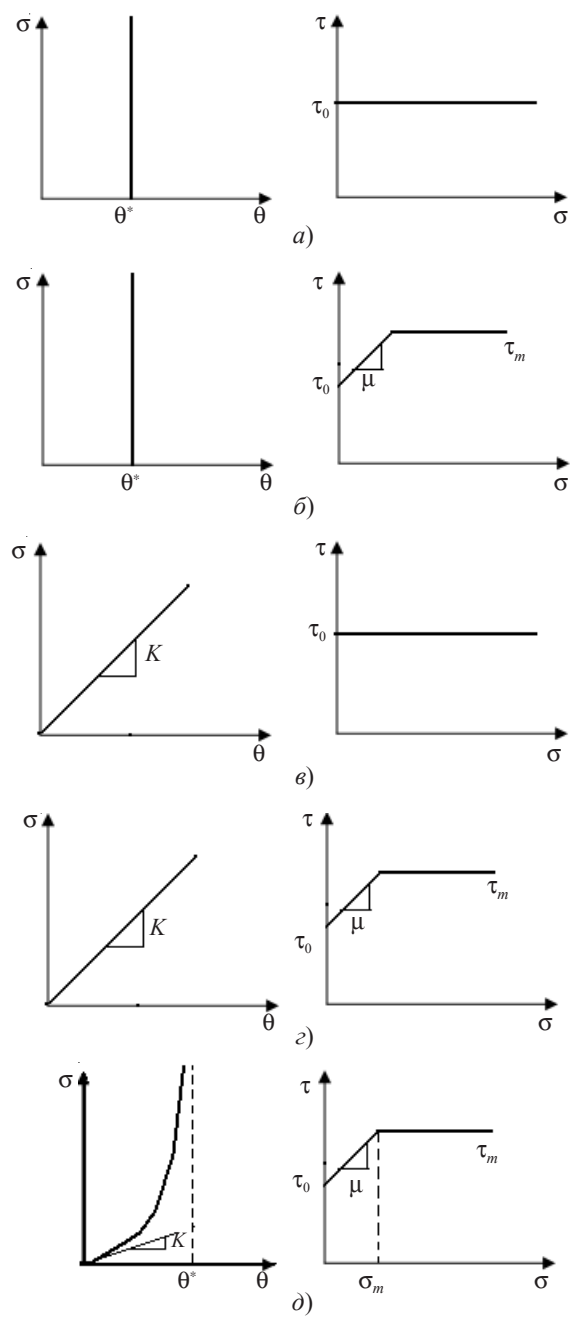 σ τ
τ₀
θ* θ σ
а)
σ τ
τₘ
τ₀ μ
θ* θ σ
б)
σ τ
τ₀
K
θ σ
в)
σ τ
τₘ
K μ
τ₀
θ σ
г)
σ τ
τₘ
τ₀ μ
K
θ* θ σₘ σ
д)